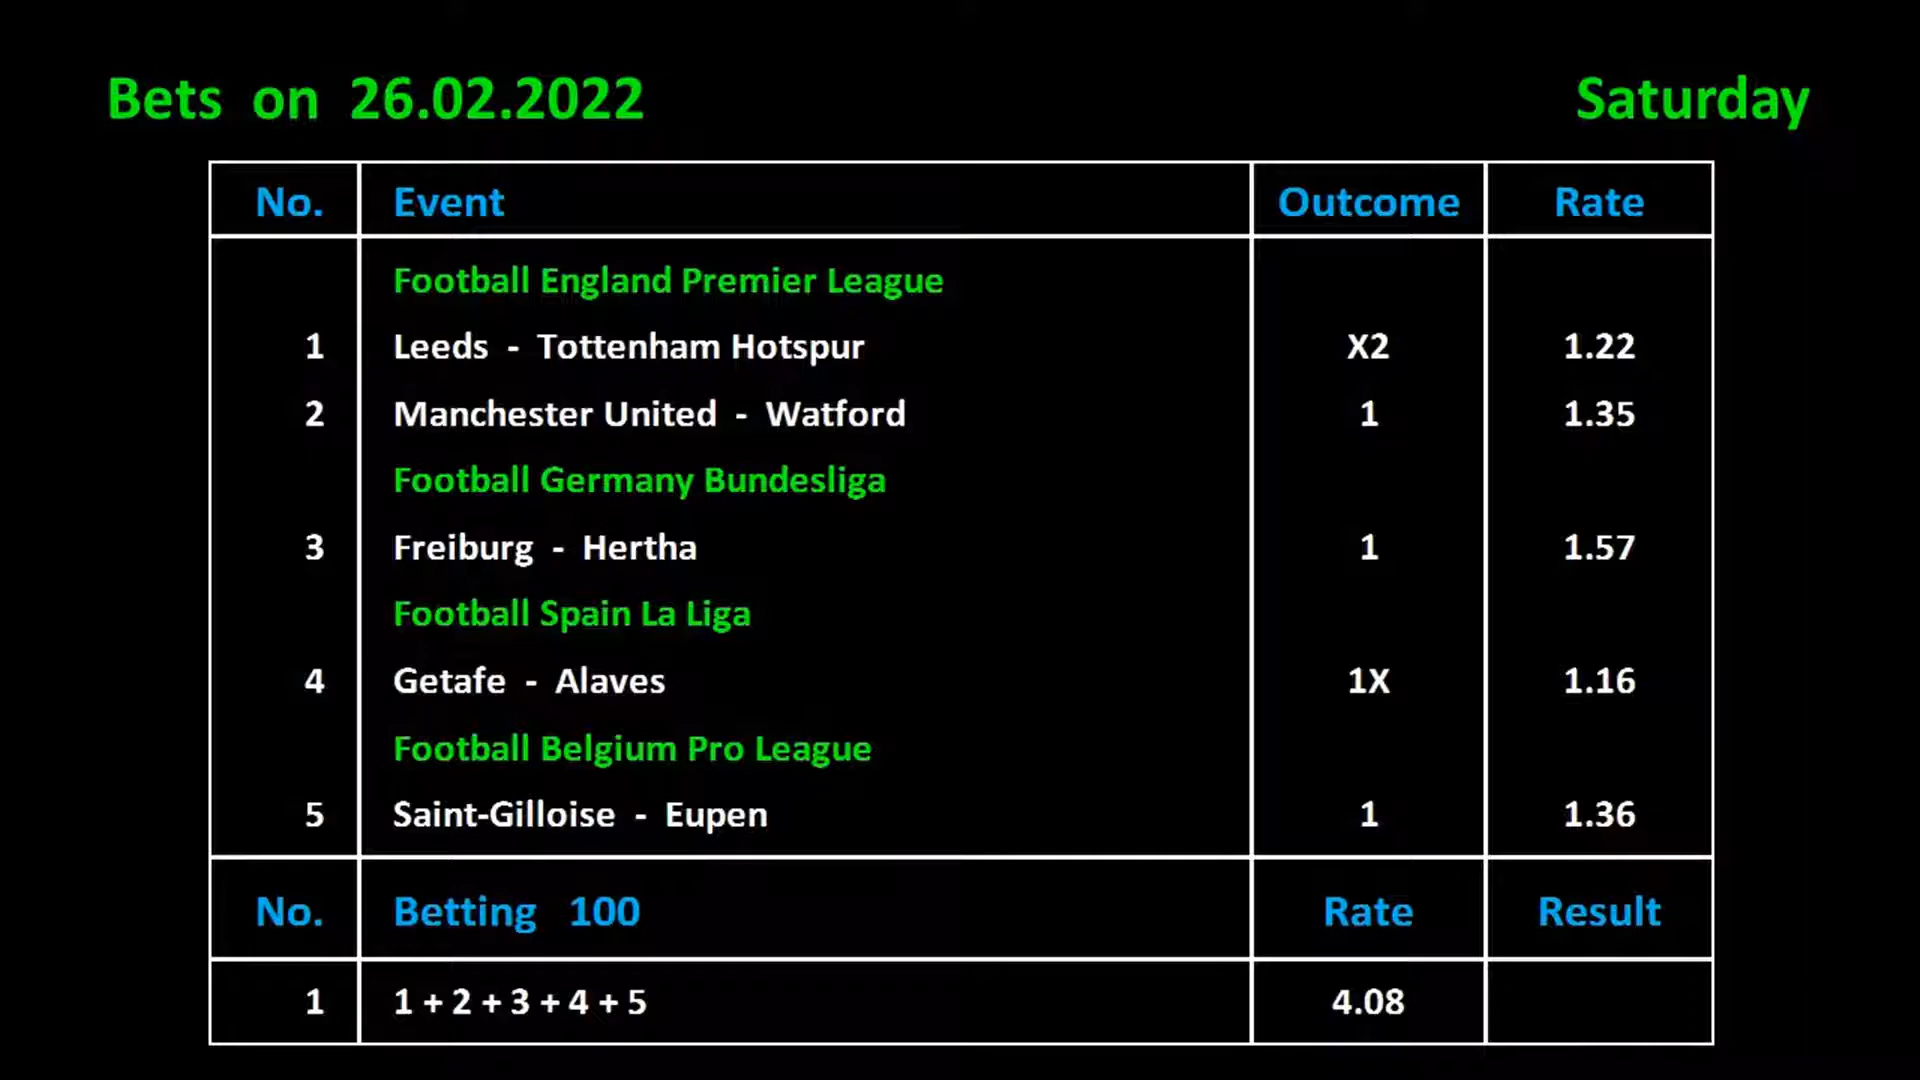 Bets on 26.02.2022 Saturday
No. Event Outcome Rate
Football England Premier League
1 Leeds - Tottenham Hotspur X2 1.22
2 Manchester United - Watford 1 1.35
Football Germany Bundesliga
3 Freiburg - Hertha 1 1.57
Football Spain La Liga
4 Getafe - Alaves 1X 1.16
Football Belgium Pro League
5 Saint-Gilloise - Eupen 1 1.36
No. Betting 100 Rate Result
1 1 + 2 + 3 + 4 + 5 4.08